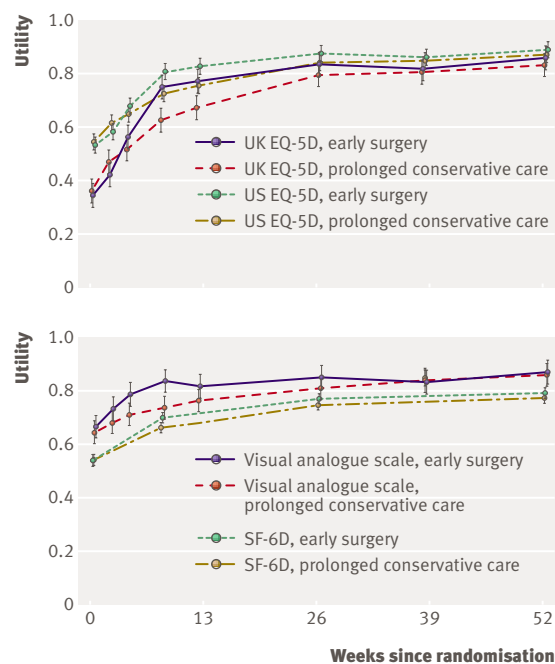 Utility
1.0
0.8
0.6
0.4
0.2
0
UK EQ-5D, early surgery
UK EQ-5D, prolonged conservative care
US EQ-5D, early surgery
US EQ-5D, prolonged conservative care
Utility
1.0
0.8
0.6
0.4
0.2
0
Visual analogue scale, early surgery
Visual analogue scale,
prolonged conservative care
SF-6D, early surgery
SF-6D, prolonged conservative care
0 13 26 39 52
Weeks since randomisation